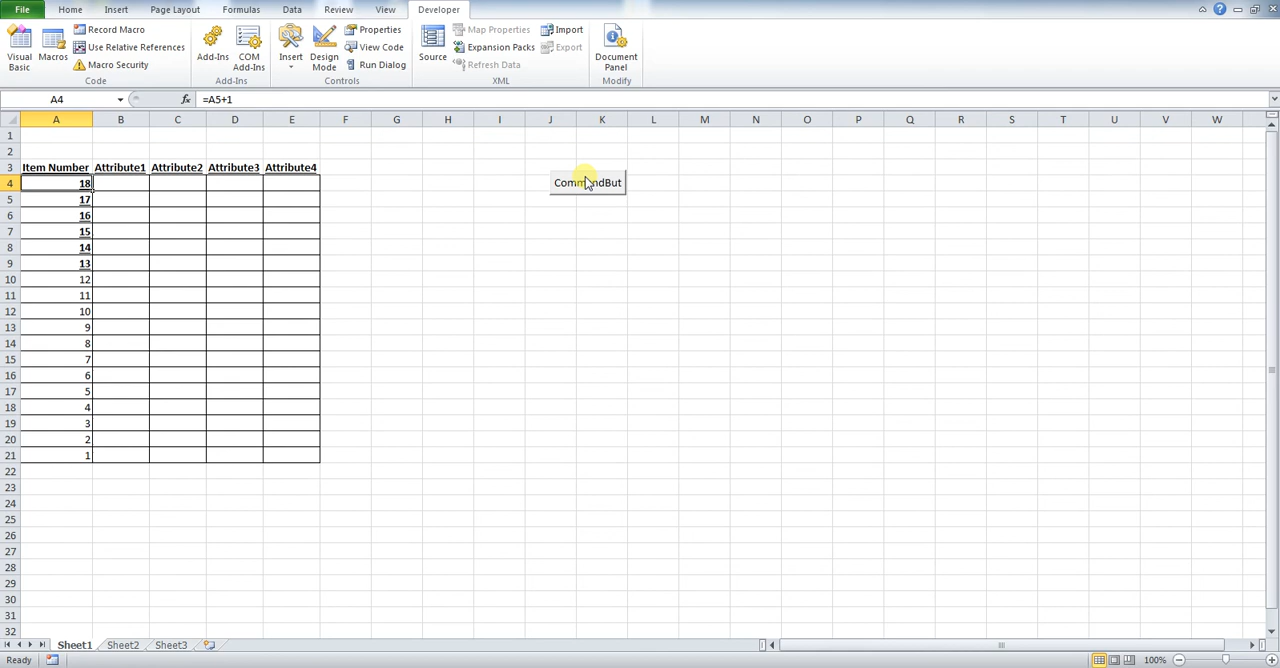 File Home Insert Page Layout Formulas Data Review View Developer
Visual Basic
Macros
Record Macro
Use Relative References
Macro Security
Code
Add-Ins
COM Add-Ins
Add-Ins
Insert
Design Mode
Properties
View Code
Run Dialog
Controls
Source
Map Properties
Expansion Packs
Refresh Data
Import
Export
XML
Document Panel
Modify
A4 fx =A5+1
A B C D E F G H I J K L M N O P Q R S T U V W
1
2
3 Item Number Attribute1 Attribute2 Attribute3 Attribute4
4 18
5 17
6 16
7 15
8 14
9 13
10 12
11 11
12 10
13 9
14 8
15 7
16 6
17 5
18 4
19 3
20 2
21 1
22
23
24
25
26
27
28
29
30
31
32
CommandBut
Sheet1 Sheet2 Sheet3
Ready 100%